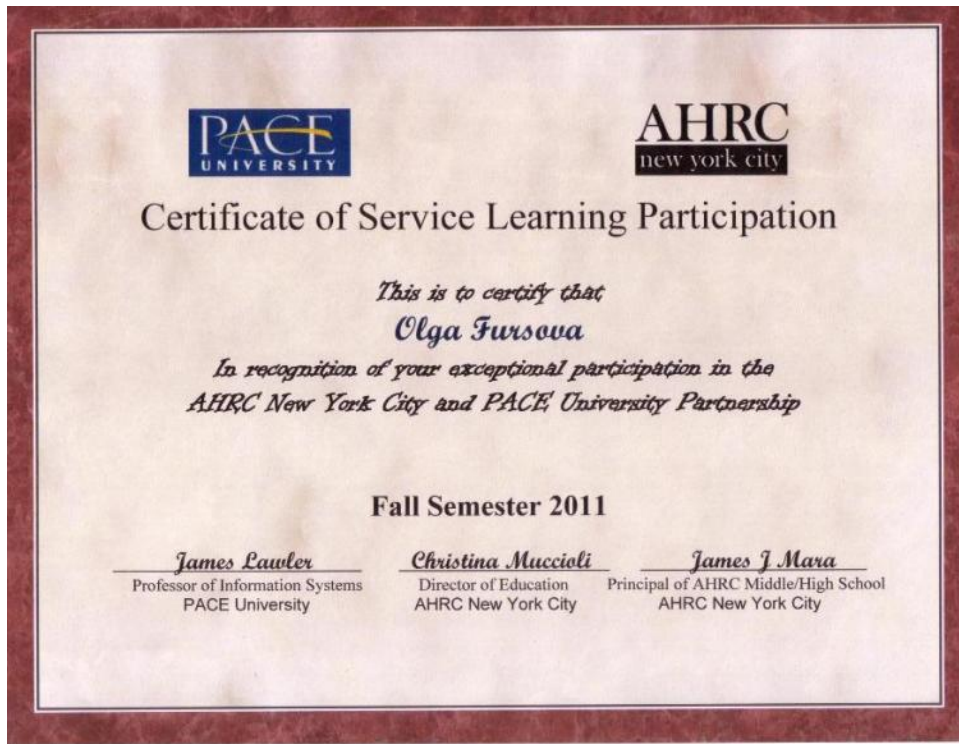 PACE
UNIVERSITY
AHRC
new york city
Certificate of Service Learning Participation
This is to certify that
Olga Fursova
In recognition of your exceptional participation in the
AHRC New York City and PACE University Partnership
Fall Semester 2011
James Lawler
Professor of Information Systems
PACE University
Christina Muccioli
Director of Education
AHRC New York City
James J Mara
Principal of AHRC Middle/High School
AHRC New York City